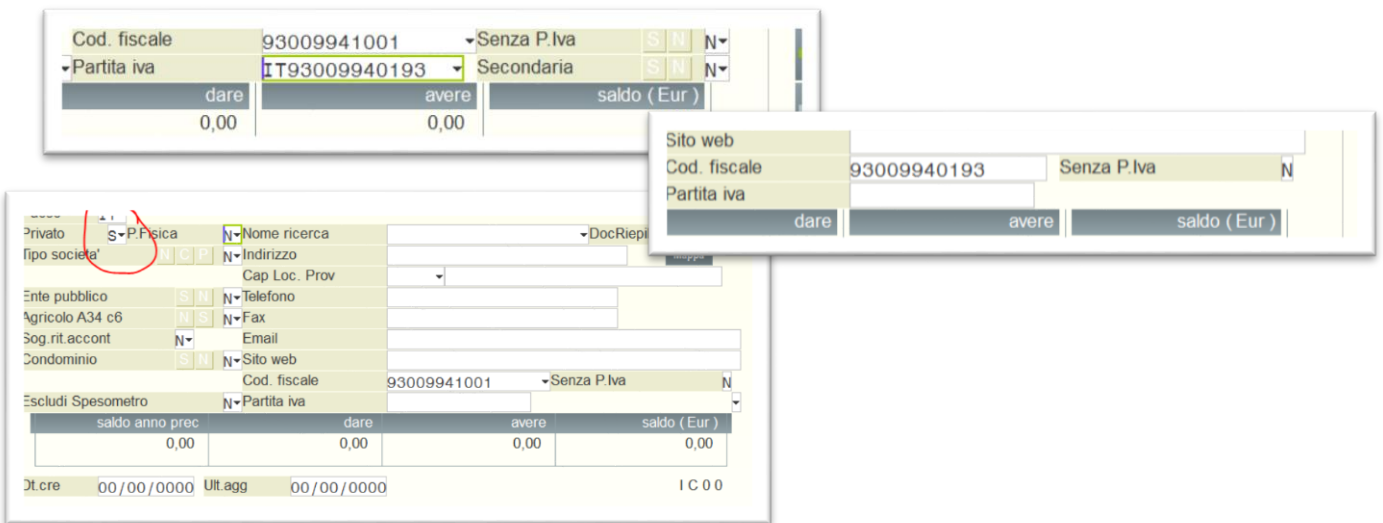 Cod. fiscale 93009941001 Senza P.Iva S N N
Partita iva IT93009940193 Secondaria S N N
dare avere saldo ( Eur )
0,00 0,00
Sito web
Cod. fiscale 93009940193 Senza P.Iva N
Partita iva
dare avere saldo ( Eur )
Privato S P.Fisica N Nome ricerca DocRiepi
Tipo societa' N C P N Indirizzo Mappa
Cap Loc. Prov
Ente pubblico S N N Telefono
Agricolo A34 c6 N S N Fax
Sog.rit.accont N Email
Condominio S N N Sito web
Cod. fiscale 93009941001 Senza P.Iva N
Escludi Spesometro N Partita iva
saldo anno prec dare avere saldo ( Eur )
0,00 0,00 0,00 0,00
Dt.cre 00/00/0000 Ult.agg 00/00/0000 I C 0 0